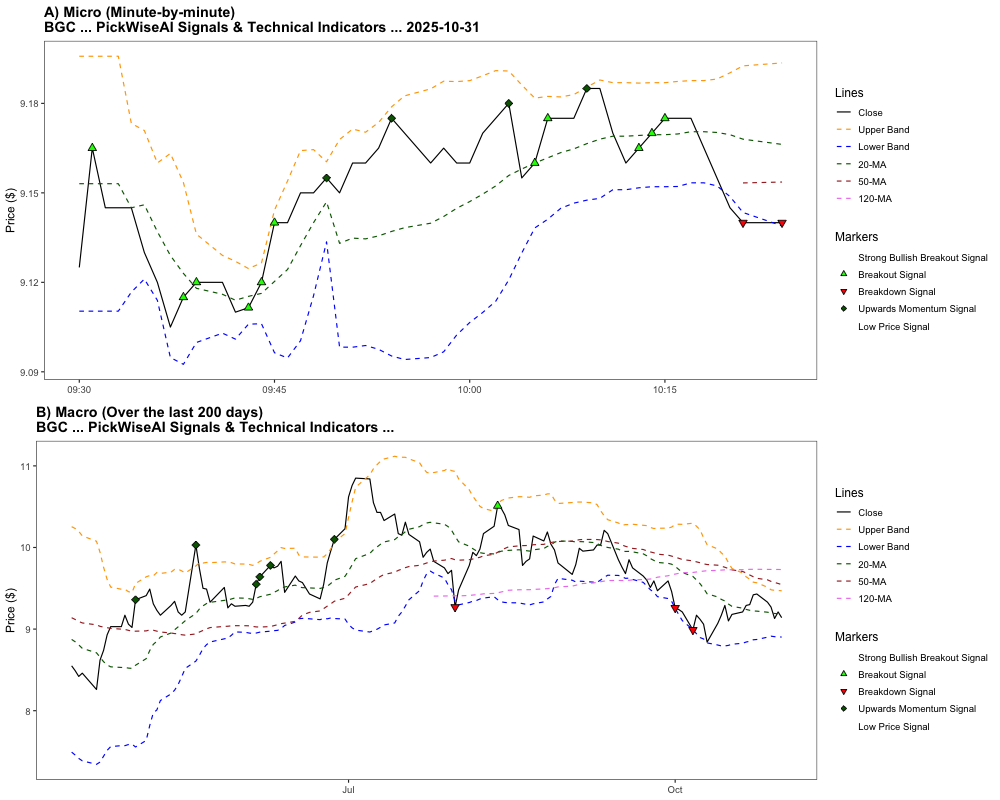 A) Micro (Minute-by-minute)
BGC ... PickWiseAI Signals & Technical Indicators ... 2025-10-31
Price ($)
9.18
9.15
9.12
9.09
09:30
09:45
10:00
10:15
Lines
Close
Upper Band
Lower Band
20-MA
50-MA
120-MA
Markers
Strong Bullish Breakout Signal
Breakout Signal
Breakdown Signal
Upwards Momentum Signal
Low Price Signal
B) Macro (Over the last 200 days)
BGC ... PickWiseAI Signals & Technical Indicators ...
Price ($)
11
10
9
8
Jul
Oct
Lines
Close
Upper Band
Lower Band
20-MA
50-MA
120-MA
Markers
Strong Bullish Breakout Signal
Breakout Signal
Breakdown Signal
Upwards Momentum Signal
Low Price Signal